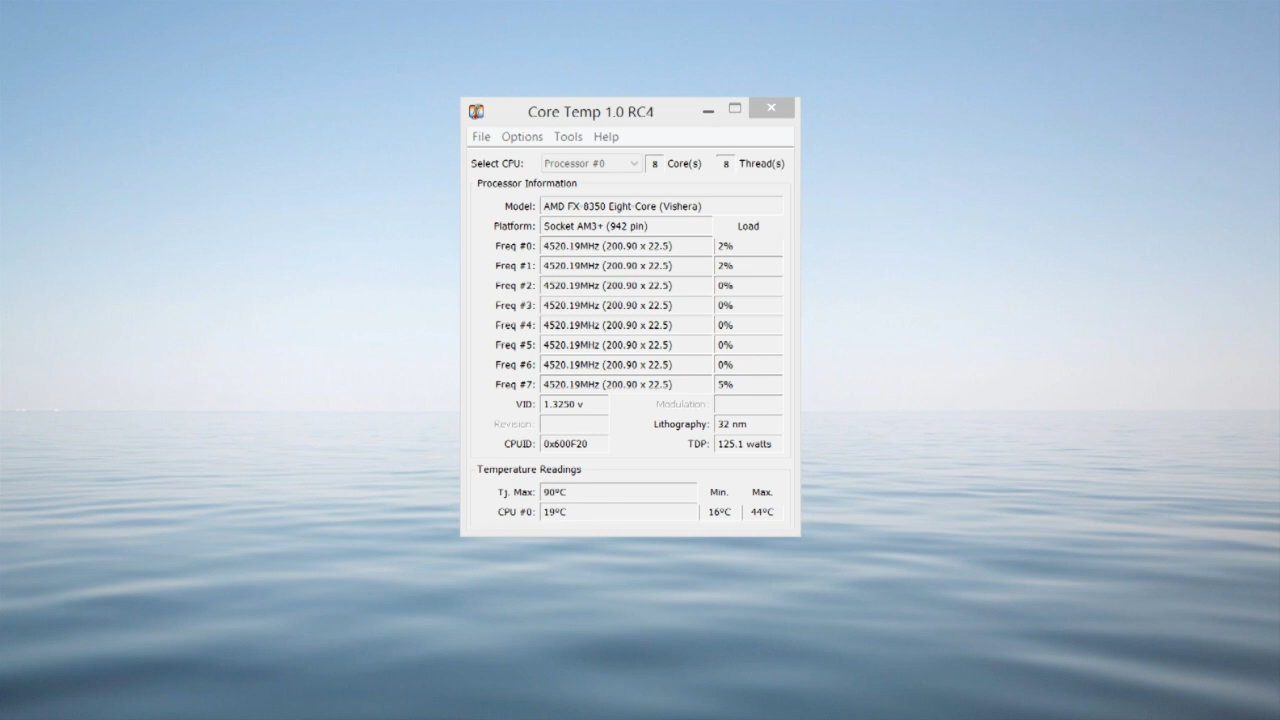 Core Temp 1.0 RC4
File Options Tools Help
Select CPU: Processor #0 8 Core(s) 8 Thread(s)
Processor Information
Model: AMD FX-8350 Eight-Core (Vishera)
Platform: Socket AM3+ (942 pin) Load
Freq #0: 4520.19MHz (200.90 x 22.5) 2%
Freq #1: 4520.19MHz (200.90 x 22.5) 2%
Freq #2: 4520.19MHz (200.90 x 22.5) 0%
Freq #3: 4520.19MHz (200.90 x 22.5) 0%
Freq #4: 4520.19MHz (200.90 x 22.5) 0%
Freq #5: 4520.19MHz (200.90 x 22.5) 0%
Freq #6: 4520.19MHz (200.90 x 22.5) 0%
Freq #7: 4520.19MHz (200.90 x 22.5) 5%
VID: 1.3250 v Modulation:
Revision: Lithography: 32 nm
CPUID: 0x600F20 TDP: 125.1 watts
Temperature Readings
Tj. Max: 90ºC Min. Max.
CPU #0: 19ºC 16ºC 44ºC